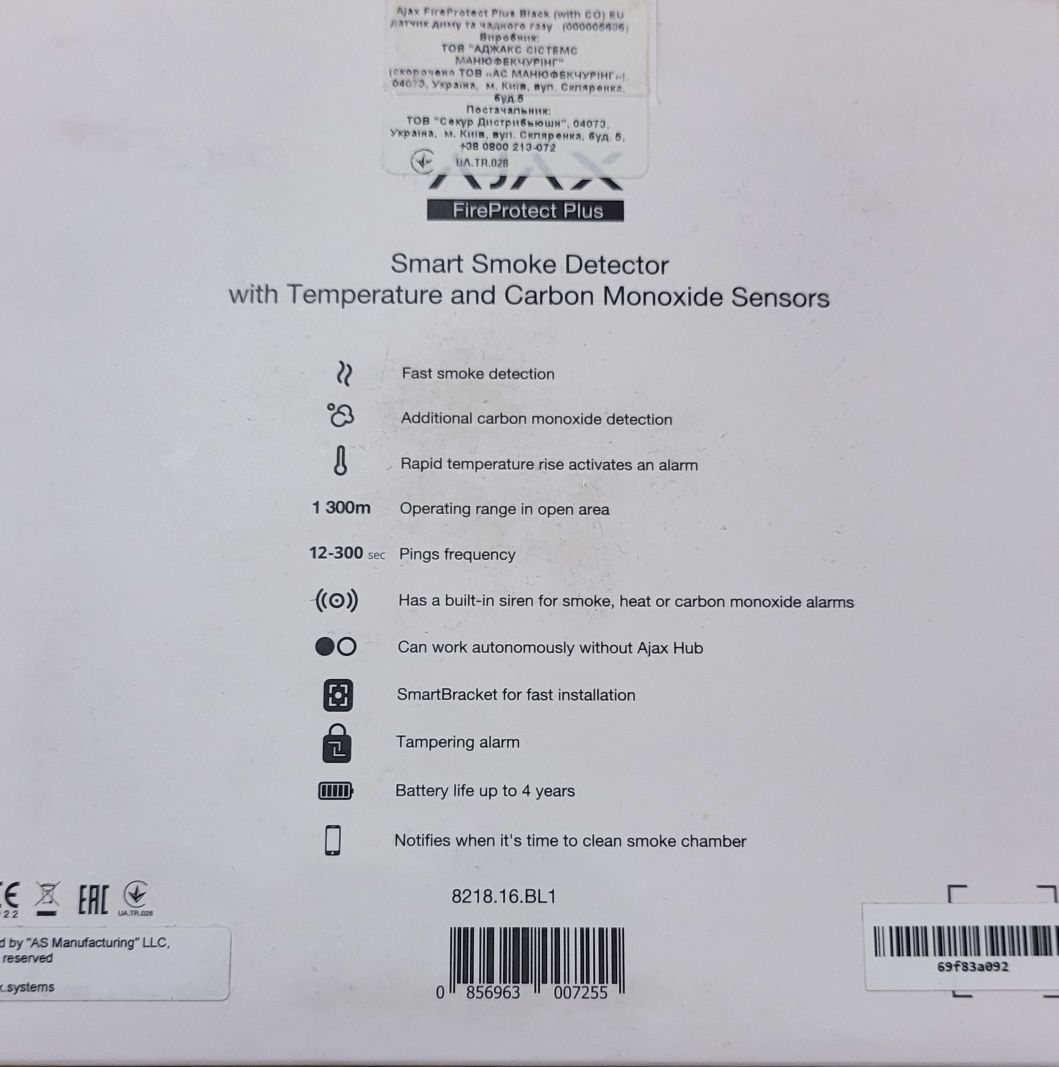 Ajax FireProtect Plus Black (with CO) EU
датчик диму та чадного газу (000005636)
Виробник:
ТОВ "АДЖАКС СІСТЕМС
МАНЮФЕКЧУРІНГ"
(скорочено ТОВ «АС МАНЮФЕКЧУРІНГ»),
04073, Україна, м. Київ, вул. Скляренка,
буд.5
Постачальник:
ТОВ "Секур Дистрибьюшн", 04073,
Україна, м. Київ, вул. Скляренка, буд. 5,
+38 0800 213-072
UA.TR.028
AJAX
FireProtect Plus
Smart Smoke Detector
with Temperature and Carbon Monoxide Sensors
Fast smoke detection
Additional carbon monoxide detection
Rapid temperature rise activates an alarm
1 300m Operating range in open area
12-300 sec Pings frequency
Has a built-in siren for smoke, heat or carbon monoxide alarms
Can work autonomously without Ajax Hub
SmartBracket for fast installation
Tampering alarm
Battery life up to 4 years
Notifies when it's time to clean smoke chamber
CE EAC
22 UA.TR.028
8218.16.BL1
d by "AS Manufacturing" LLC,
reserved
x.systems
0 856963 007255
69f83a092